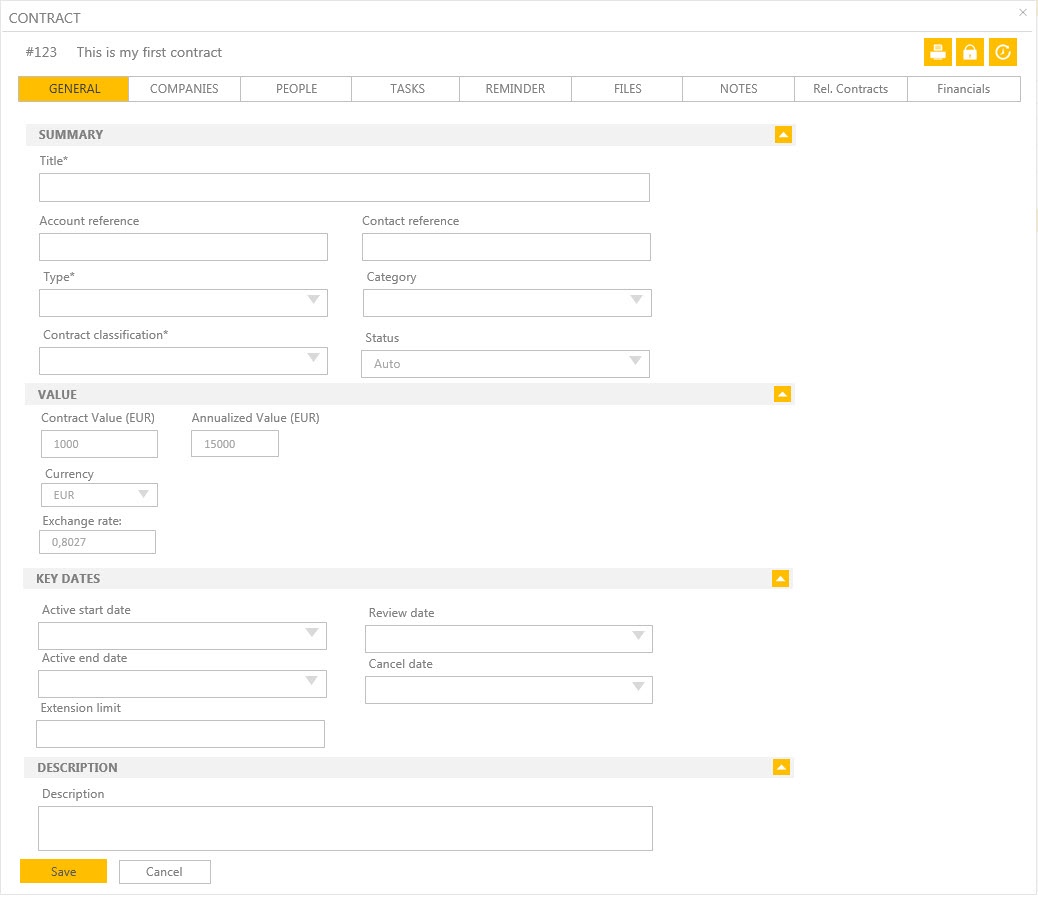 CONTRACT ×
#123 This is my first contract
GENERAL COMPANIES PEOPLE TASKS REMINDER FILES NOTES Rel. Contracts Financials
SUMMARY
Title*
Account reference Contact reference
Type* Category
Contract classification* Status
Auto
VALUE
Contract Value (EUR) Annualized Value (EUR)
1000 15000
Currency
EUR
Exchange rate:
0,8027
KEY DATES
Active start date Review date
Active end date Cancel date
Extension limit
DESCRIPTION
Description
Save Cancel